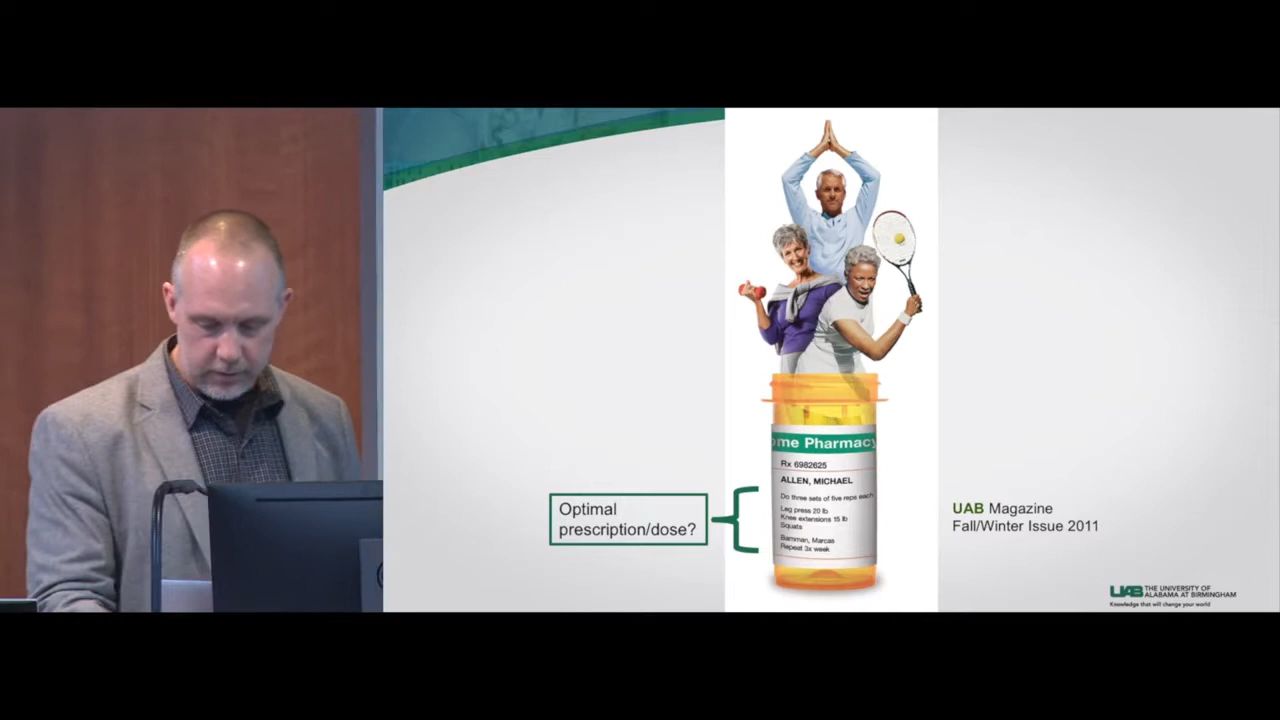 ome Pharmacy
Rx 6982625
ALLEN, MICHAEL
Do three sets of five reps each
Leg press 20 lb
Knee extensions 15 lb
Squats
Bamman, Marcas
Repeat 3x week
Optimal
prescription/dose?
UAB Magazine
Fall/Winter Issue 2011
UAB THE UNIVERSITY OF
ALABAMA AT BIRMINGHAM
Knowledge that will change your world